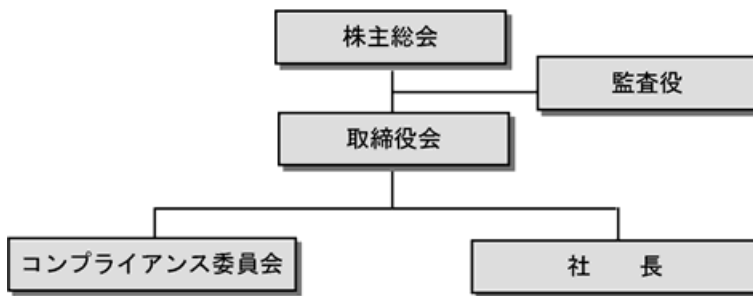 株主総会
監査役
取締役会
コンプライアンス委員会
社　　長